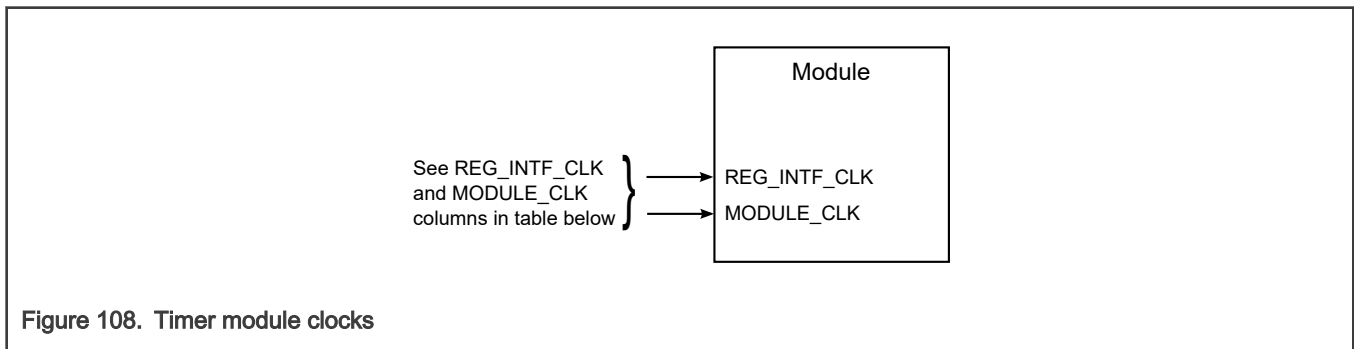 Module
See REG_INTF_CLK
and MODULE_CLK
columns in table below
REG_INTF_CLK
MODULE_CLK
Figure 108. Timer module clocks